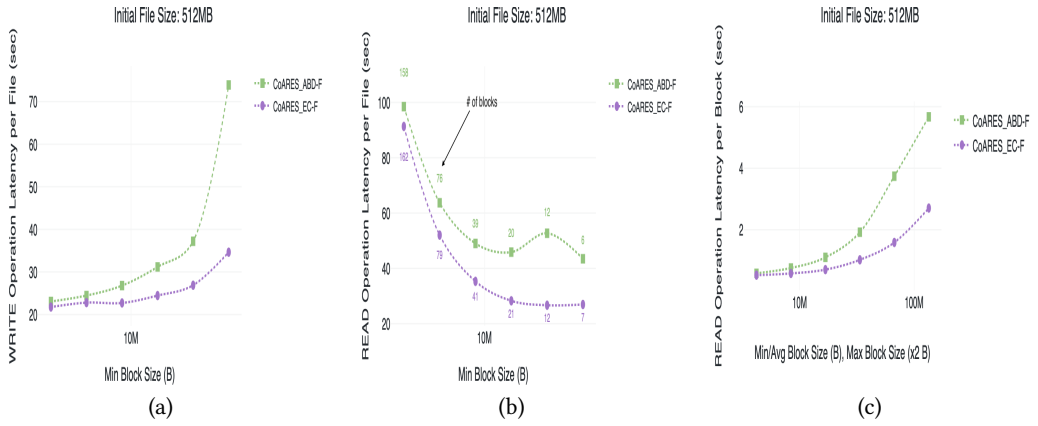 Initial File Size: 512MB
WRITE Operation Latency per File (sec)
70
60
50
40
30
20
10M
Min Block Size (B)
CoARES_ABD-F
CoARES_EC-F
(a)
Initial File Size: 512MB
READ Operation Latency per File (sec)
100
80
60
40
20
158
162
# of blocks
76
79
39
41
20
21
12
12
6
7
10M
Min Block Size (B)
CoARES_ABD-F
CoARES_EC-F
(b)
Initial File Size: 512MB
READ Operation Latency per Block (sec)
6
4
2
10M
100M
Min/Avg Block Size (B), Max Block Size (x2 B)
CoARES_ABD-F
CoARES_EC-F
(c)